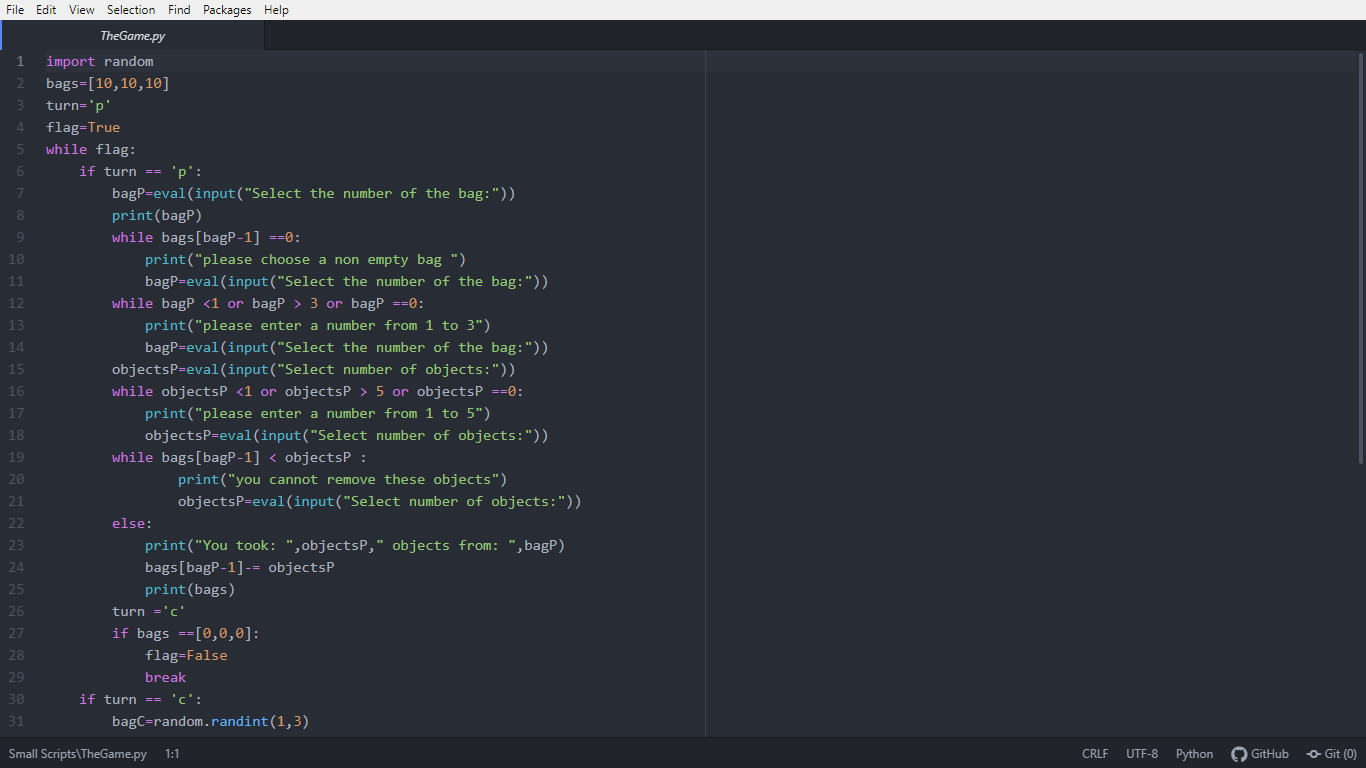 File Edit View Selection Find Packages Help
TheGame.py
1 import random
2 bags=[10,10,10]
3 turn='p'
4 flag=True
5 while flag:
6     if turn == 'p':
7         bagP=eval(input("Select the number of the bag:"))
8         print(bagP)
9         while bags[bagP-1] ==0:
10             print("please choose a non empty bag ")
11             bagP=eval(input("Select the number of the bag:"))
12         while bagP <1 or bagP > 3 or bagP ==0:
13             print("please enter a number from 1 to 3")
14             bagP=eval(input("Select the number of the bag:"))
15         objectsP=eval(input("Select number of objects:"))
16         while objectsP <1 or objectsP > 5 or objectsP ==0:
17             print("please enter a number from 1 to 5")
18             objectsP=eval(input("Select number of objects:"))
19         while bags[bagP-1] < objectsP :
20                 print("you cannot remove these objects")
21                 objectsP=eval(input("Select number of objects:"))
22         else:
23             print("You took: ",objectsP," objects from: ",bagP)
24             bags[bagP-1]-= objectsP
25             print(bags)
26         turn ='c'
27         if bags ==[0,0,0]:
28             flag=False
29             break
30     if turn == 'c':
31         bagC=random.randint(1,3)
Small Scripts\TheGame.py 1:1 CRLF UTF-8 Python GitHub Git (0)